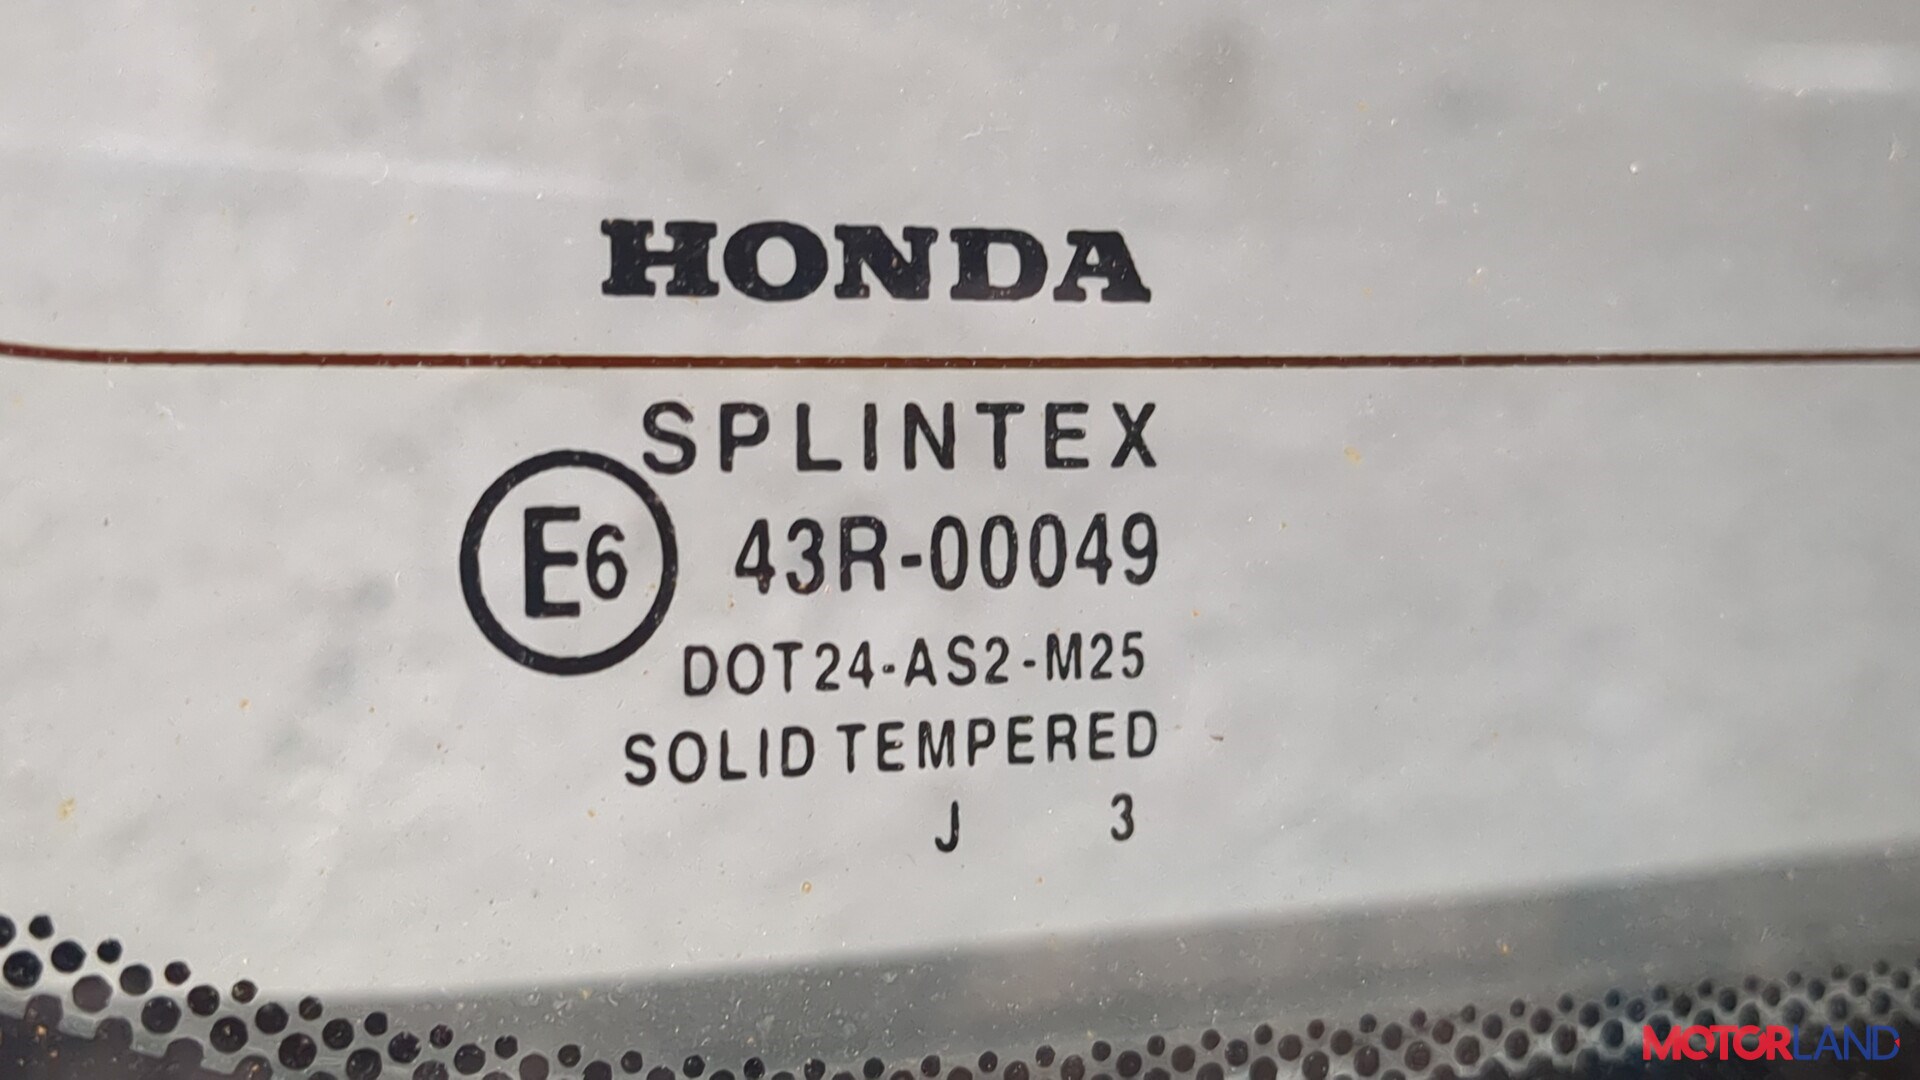 HONDA
SPLINTEX
E6 43R-00049
DOT24-AS2-M25
SOLID TEMPERED
J 3
MOTORLAND